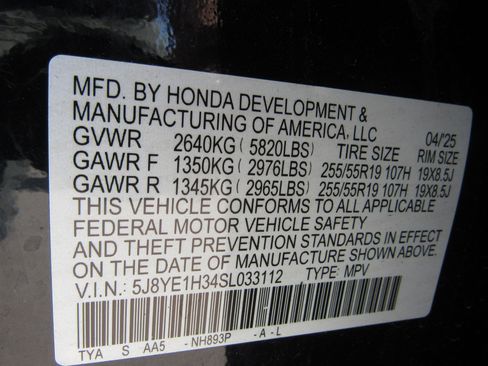 MFD. BY HONDA DEVELOPMENT &
MANUFACTURING OF AMERICA, LLC 04/'25
GVWR 2640KG( 5820LBS) TIRE SIZE RIM SIZE
GAWR F 1350KG( 2976LBS) 255/55R19 107H 19X8.5J
GAWR R 1345KG( 2965LBS) 255/55R19 107H 19X8.5J
THIS VEHICLE CONFORMS TO ALL APPLICABLE
FEDERAL MOTOR VEHICLE SAFETY
AND THEFT PREVENTION STANDARDS IN EFFECT
ON THE DATE OF MANUFACTURE SHOWN ABOVE.
V.I.N.: 5J8YE1H34SL033112 TYPE: MPV
TYA S AA5 -NH893P -A-L